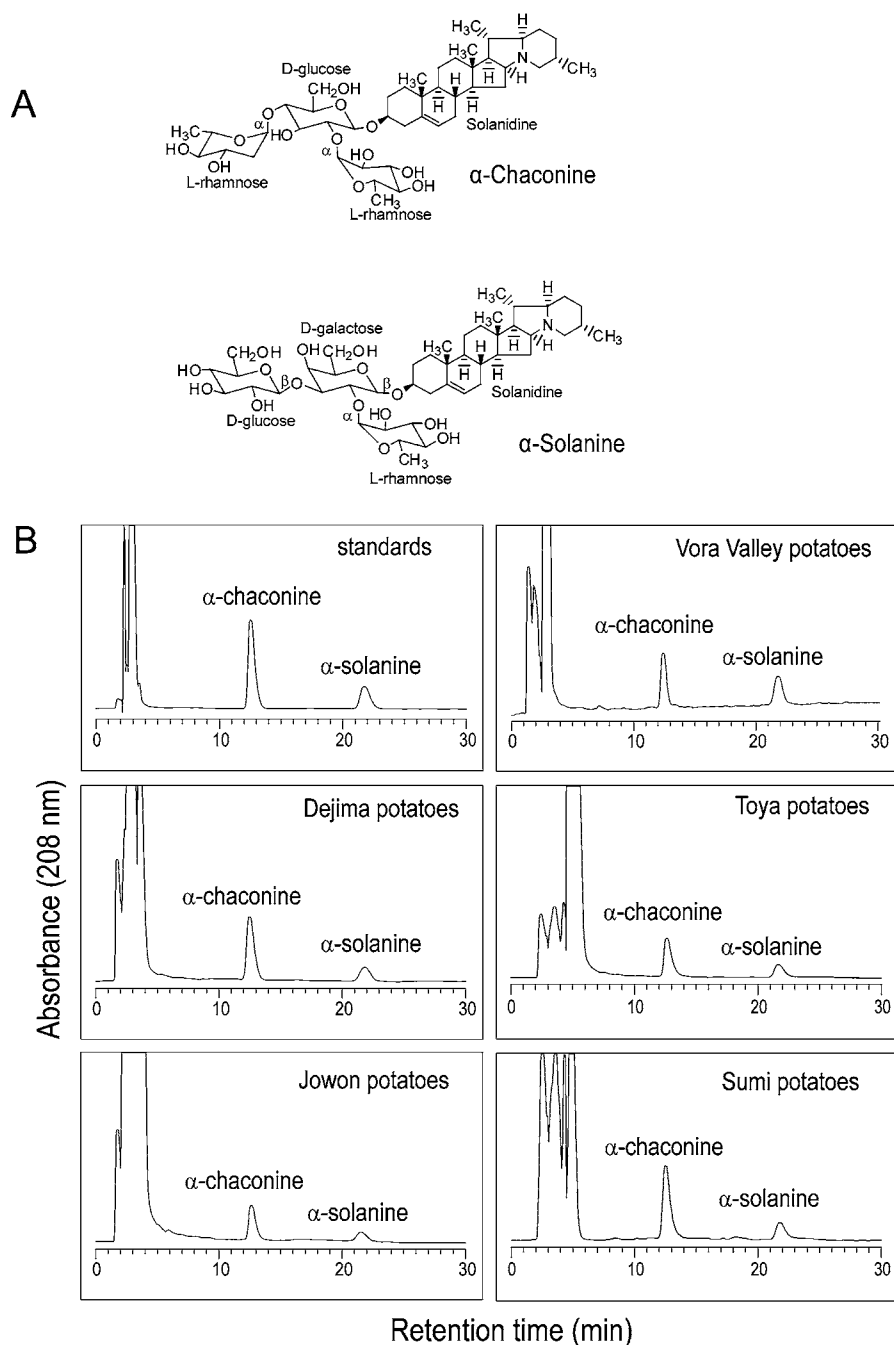 A
D-glucose
CH₂OH
O
O
α
H₃C
O
HO
HO
OH
L-rhamnose
HO
O
α
O
HO
OH
OH
O
CH₃
L-rhamnose
H₃C
H
H₃C
H₃C
N
CH₃
H
H
H
H
H
Solanidine
α-Chaconine
D-galactose
OH
CH₂OH
O
β
O
OH
HO
HO
OH
O
β
O
D-glucose
O
α
HO
OH
OH
O
CH₃
L-rhamnose
H₃C
H
H₃C
H₃C
N
CH₃
H
H
H
H
H
Solanidine
α-Solanine
B
standards
α-chaconine
α-solanine
0 10 20 30
Vora Valley potatoes
α-chaconine
α-solanine
0 10 20 30
Absorbance (208 nm)
Dejima potatoes
α-chaconine
α-solanine
0 10 20 30
Toya potatoes
α-chaconine
α-solanine
0 10 20 30
Jowon potatoes
α-chaconine
α-solanine
0 10 20 30
Sumi potatoes
α-chaconine
α-solanine
0 10 20 30
Retention time (min)